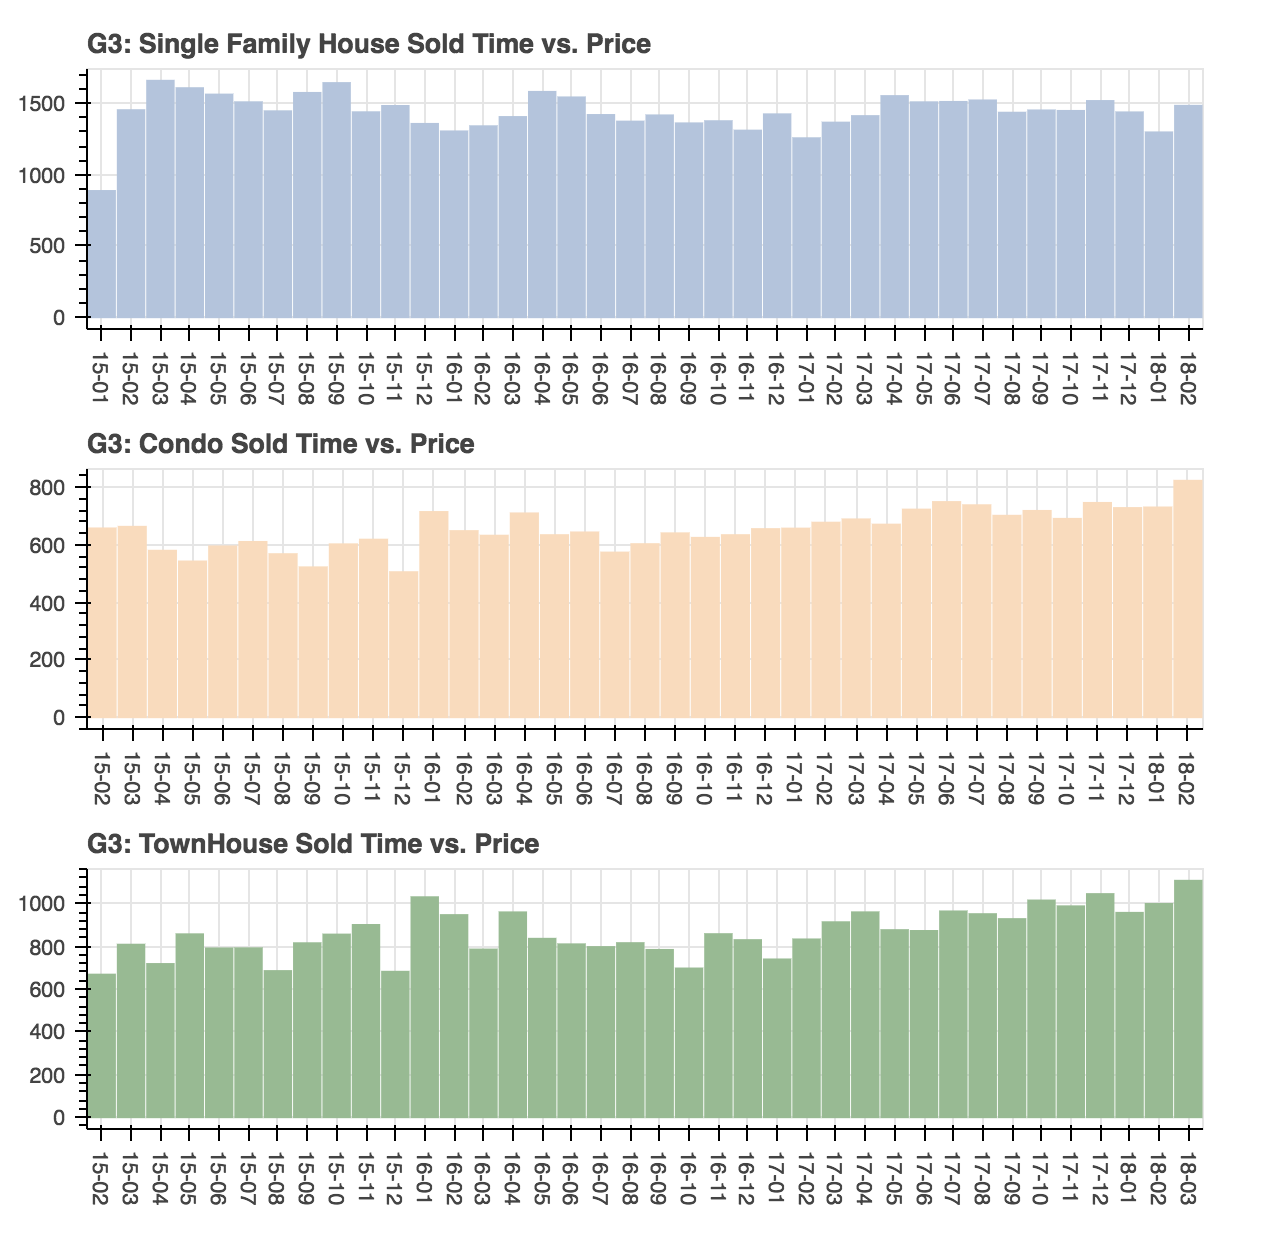 G3: Single Family House Sold Time vs. Price
1500
1000
500
0
15-01 15-02 15-03 15-04 15-05 15-06 15-07 15-08 15-09 15-10 15-11 15-12 16-01 16-02 16-03 16-04 16-05 16-06 16-07 16-08 16-09 16-10 16-11 16-12 17-01 17-02 17-03 17-04 17-05 17-06 17-07 17-08 17-09 17-10 17-11 17-12 18-01 18-02
G3: Condo Sold Time vs. Price
800
600
400
200
0
15-02 15-03 15-04 15-05 15-06 15-07 15-08 15-09 15-10 15-11 15-12 16-01 16-02 16-03 16-04 16-05 16-06 16-07 16-08 16-09 16-10 16-11 16-12 17-01 17-02 17-03 17-04 17-05 17-06 17-07 17-08 17-09 17-10 17-11 17-12 18-01 18-02
G3: TownHouse Sold Time vs. Price
1000
800
600
400
200
0
15-02 15-03 15-04 15-05 15-06 15-07 15-08 15-09 15-10 15-11 15-12 16-01 16-02 16-03 16-04 16-05 16-06 16-07 16-08 16-09 16-10 16-11 16-12 17-01 17-02 17-03 17-04 17-05 17-06 17-07 17-08 17-09 17-10 17-11 17-12 18-01 18-02 18-03